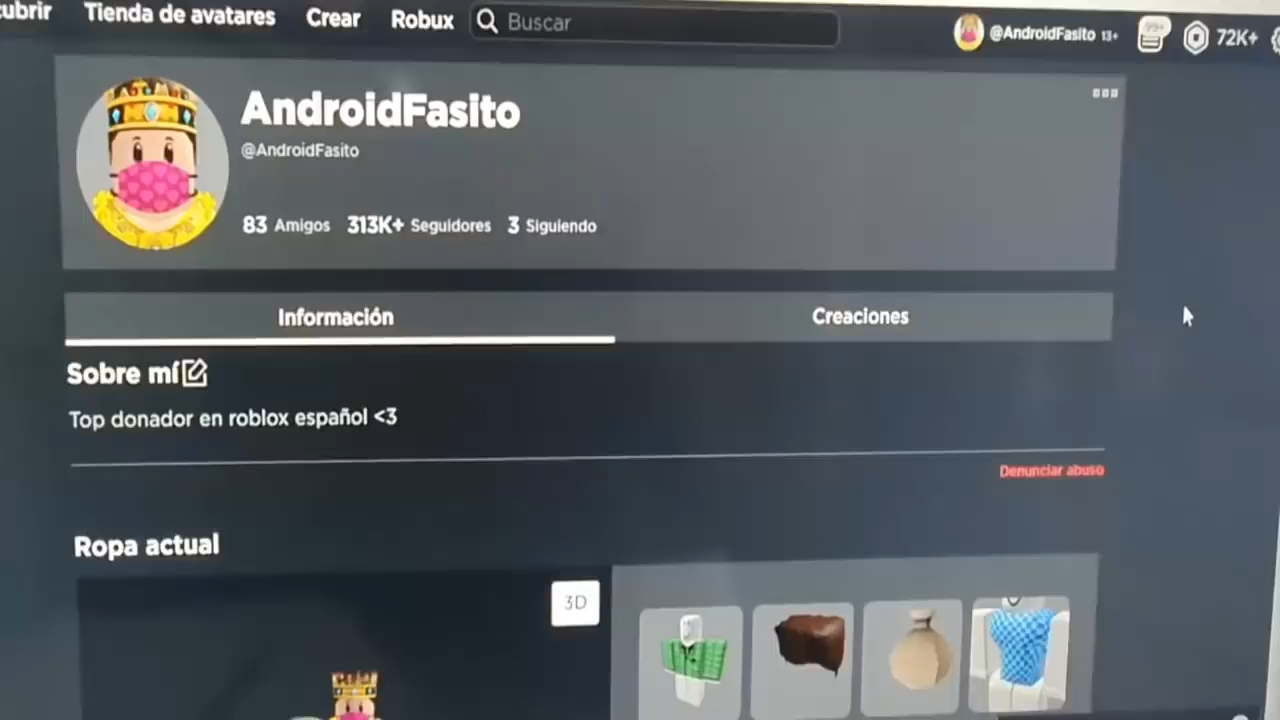 cubrir Tienda de avatares Crear Robux Buscar @AndroidFasito 13+ 99+ 72K+
AndroidFasito
@AndroidFasito
83 Amigos 313K+ Seguidores 3 Siguiendo
Información Creaciones
Sobre mí
Top donador en roblox español <3
Denunciar abuso
Ropa actual
3D